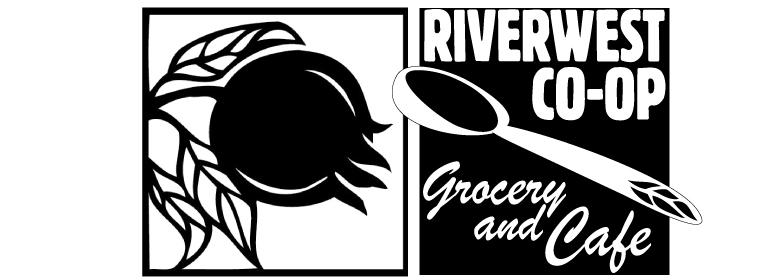 RIVERWEST
CO-OP
Grocery
and
Cafe